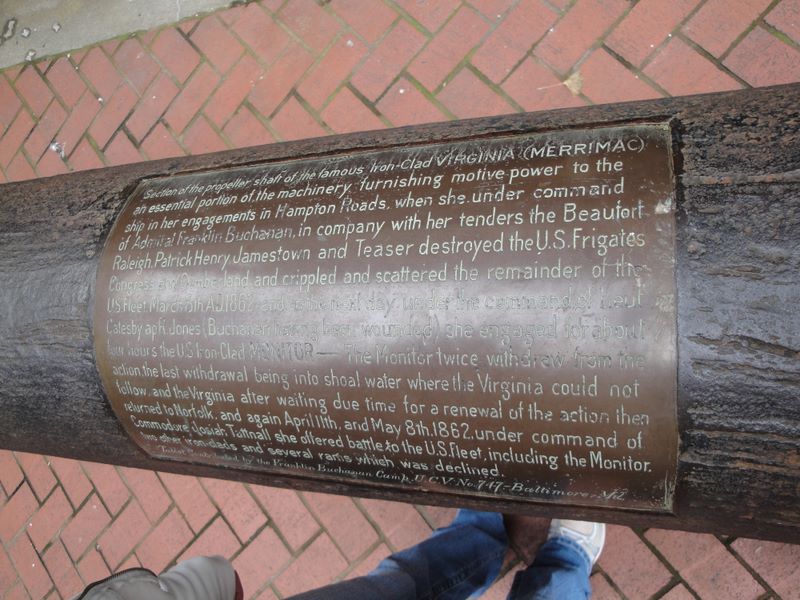 Section of the propeller shaft of the famous Iron-Clad VIRGINIA (MERRIMAC)
an essential portion of the machinery furnishing motive power to the
ship in her engagements in Hampton Roads, when she under command
of Admiral Franklin Buchanan, in company with her tenders the Beaufort
Raleigh, Patrick Henry Jamestown and Teaser destroyed the U.S. Frigates
Congress and Cumberland and crippled and scattered the remainder of the
U.S. Fleet, March 8th A.D. 1862 and on the next day, under the command of Lieut
Catesby ap R. Jones (Buchanan having been wounded) she engaged for about
four hours the U.S. Iron-Clad MONITOR — The Monitor twice withdrew from the
action, the last withdrawal being into shoal water where the Virginia could not
follow, and the Virginia after waiting due time for a renewal of the action then
returned to Norfolk, and again April 11th, and May 8th, 1862, under command of
Commodore Josiah Tattnall she offered battle to the U.S. Fleet, including the Monitor.
two other iron-clads and several rams which was declined.
Tablet Contributed by the Franklin Buchanan Camp, U.C.V. No. 747 - Baltimore - Md.